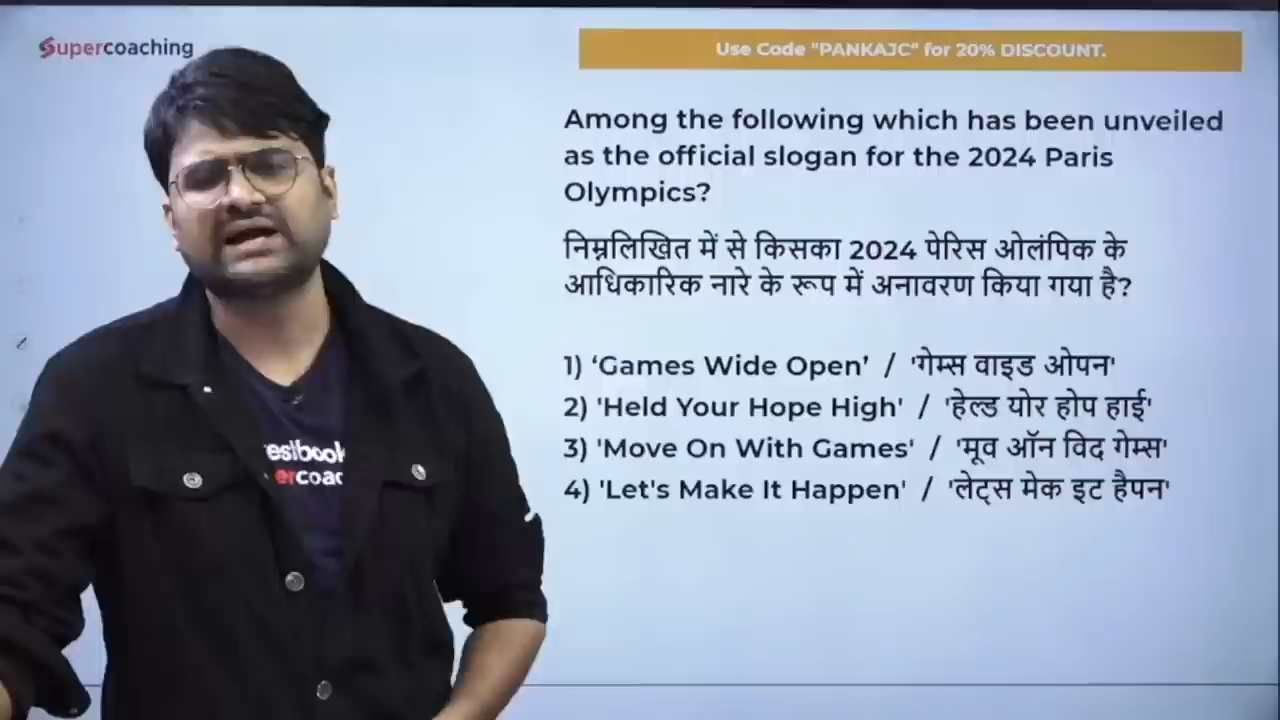 Supercoaching
Use Code "PANKAJC" for 20% DISCOUNT.
Among the following which has been unveiled
as the official slogan for the 2024 Paris
Olympics?
निम्नलिखित में से किसका 2024 पेरिस ओलंपिक के
आधिकारिक नारे के रूप में अनावरण किया गया है?
1) ‘Games Wide Open’ / 'गेम्स वाइड ओपन'
2) 'Held Your Hope High' / 'हेल्ड योर होप हाई'
3) 'Move On With Games' / 'मूव ऑन विद गेम्स'
4) 'Let's Make It Happen' / 'लेट्स मेक इट हैपन'
estbook
ercoac